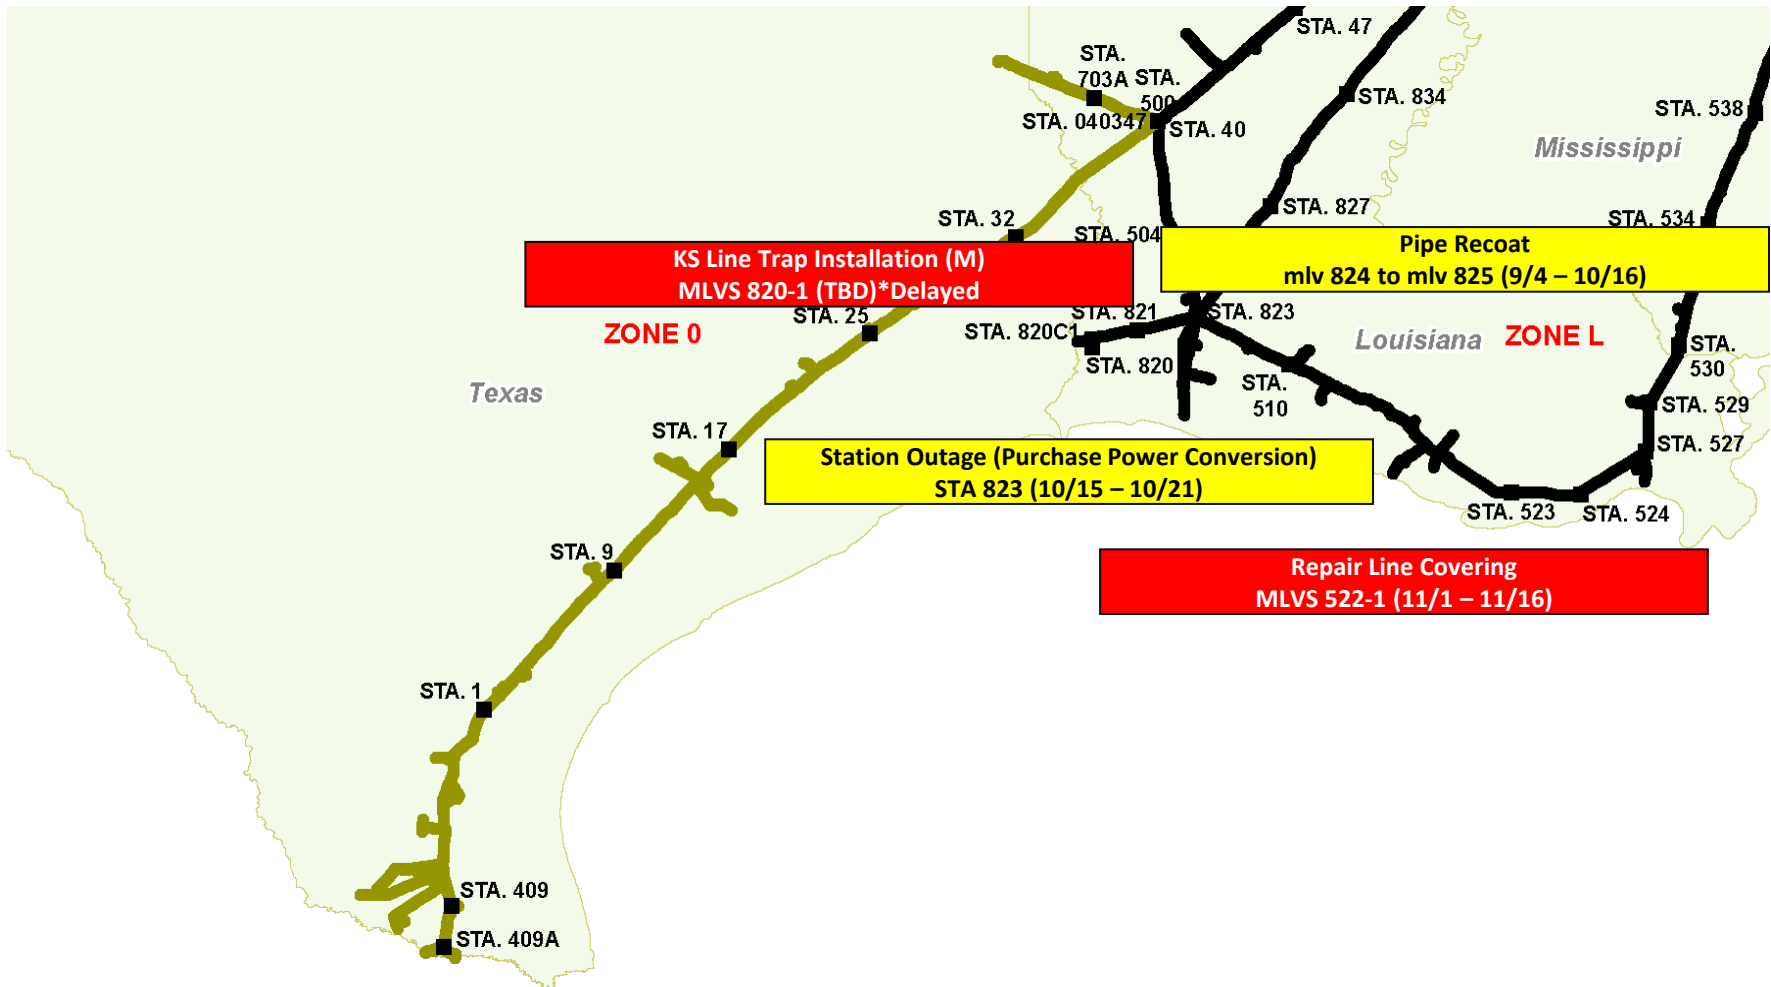 STA. 47
STA.
703A
STA.
500
STA. 834
STA. 040347
STA. 40
STA. 538
Mississippi
STA. 827
STA. 32
STA. 504
STA. 534
KS Line Trap Installation (M)
MLVS 820-1 (TBD)*Delayed
Pipe Recoat
mlv 824 to mlv 825 (9/4 – 10/16)
STA. 25
STA. 821
STA. 823
ZONE 0
STA. 820C1
Louisiana
ZONE L
STA.
530
STA. 820
Texas
STA.
510
STA. 529
STA. 17
STA. 527
Station Outage (Purchase Power Conversion)
STA 823 (10/15 – 10/21)
STA. 523
STA. 524
STA. 9
Repair Line Covering
MLVS 522-1 (11/1 – 11/16)
STA. 1
STA. 409
STA. 409A